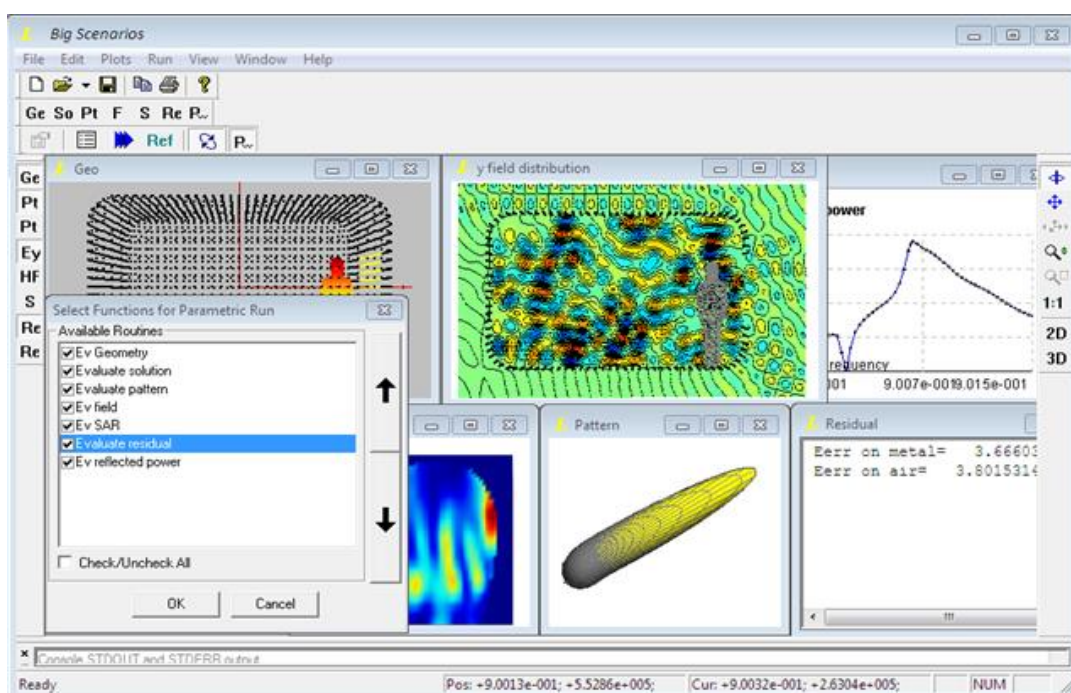 Big Scenarios
File Edit Plots Run View Window Help
Ge So Pt F S Re P
Ref P
Ge
Pt
Pt
Ey
HF
S
Re
Re
Geo
y field distribution
power
requency
001 9.007e-0019.015e-001
1:1
2D
3D
Select Functions for Parametric Run
Available Routines
Ev Geometry
Evaluate solution
Evaluate pattern
Ev field
Ev SAR
Evaluate residual
Ev reflected power
Check/Uncheck All
OK Cancel
Pattern
Residual
Eerr on metal= 3.66603
Eerr on air= 3.8015314
Console STDOUT and STDERR output
Ready Pos: +9.0013e-001; +5.5286e+005; Cur: +9.0032e-001; +2.6304e+005; NUM